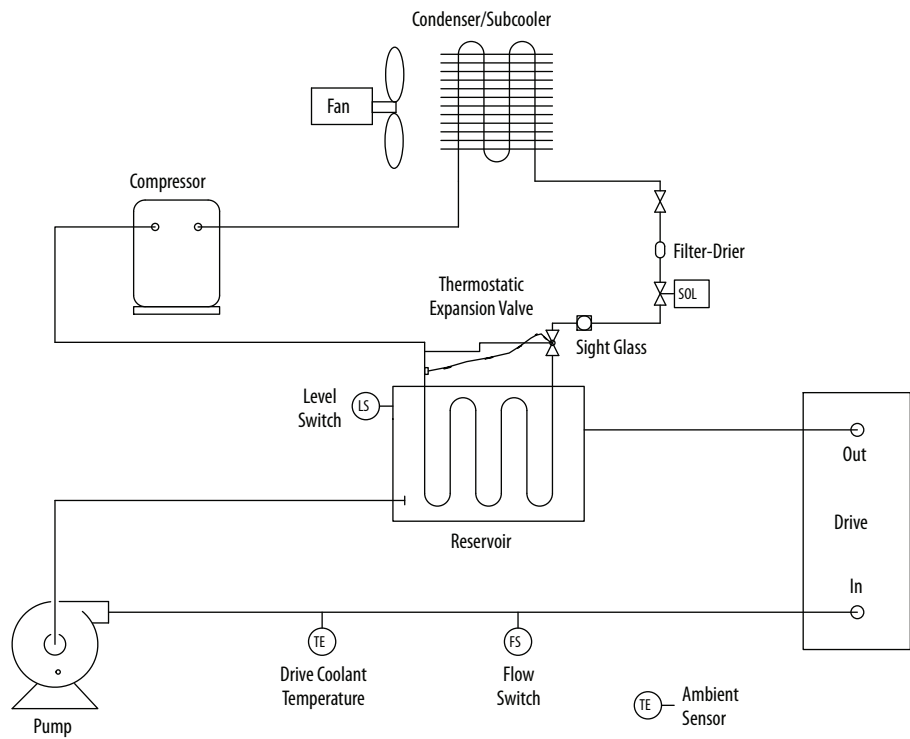 Condenser/Subcooler
Fan
Compressor
Filter-Drier
SOL
Thermostatic
Expansion Valve
Sight Glass
Level
Switch
LS
Out
Drive
In
Reservoir
TE
Drive Coolant
Temperature
FS
Flow
Switch
TE
Ambient
Sensor
Pump